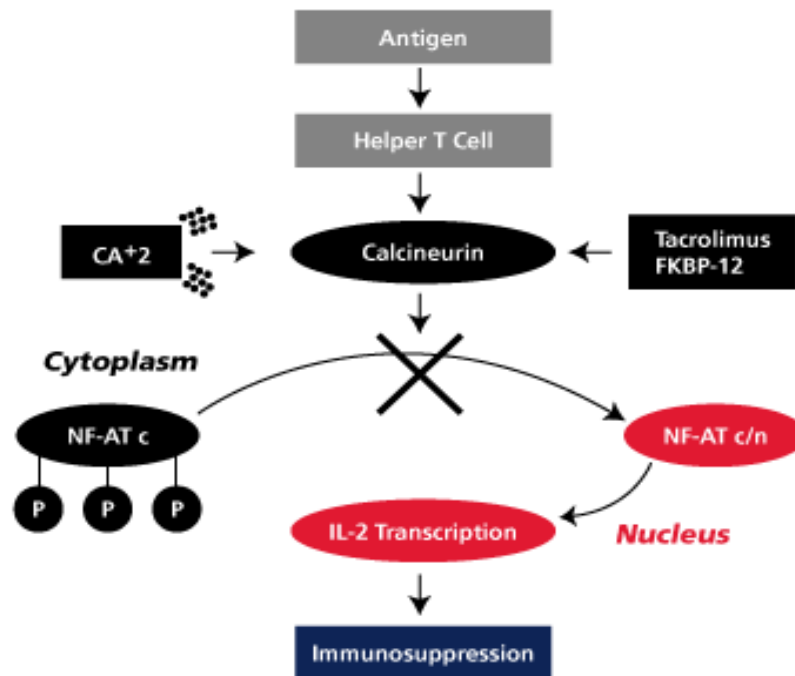 Antigen
Helper T Cell
CA+2
Calcineurin
Tacrolimus
FKBP-12
Cytoplasm
NF-AT c
NF-AT c/n
P P P
IL-2 Transcription
Nucleus
Immunosuppression